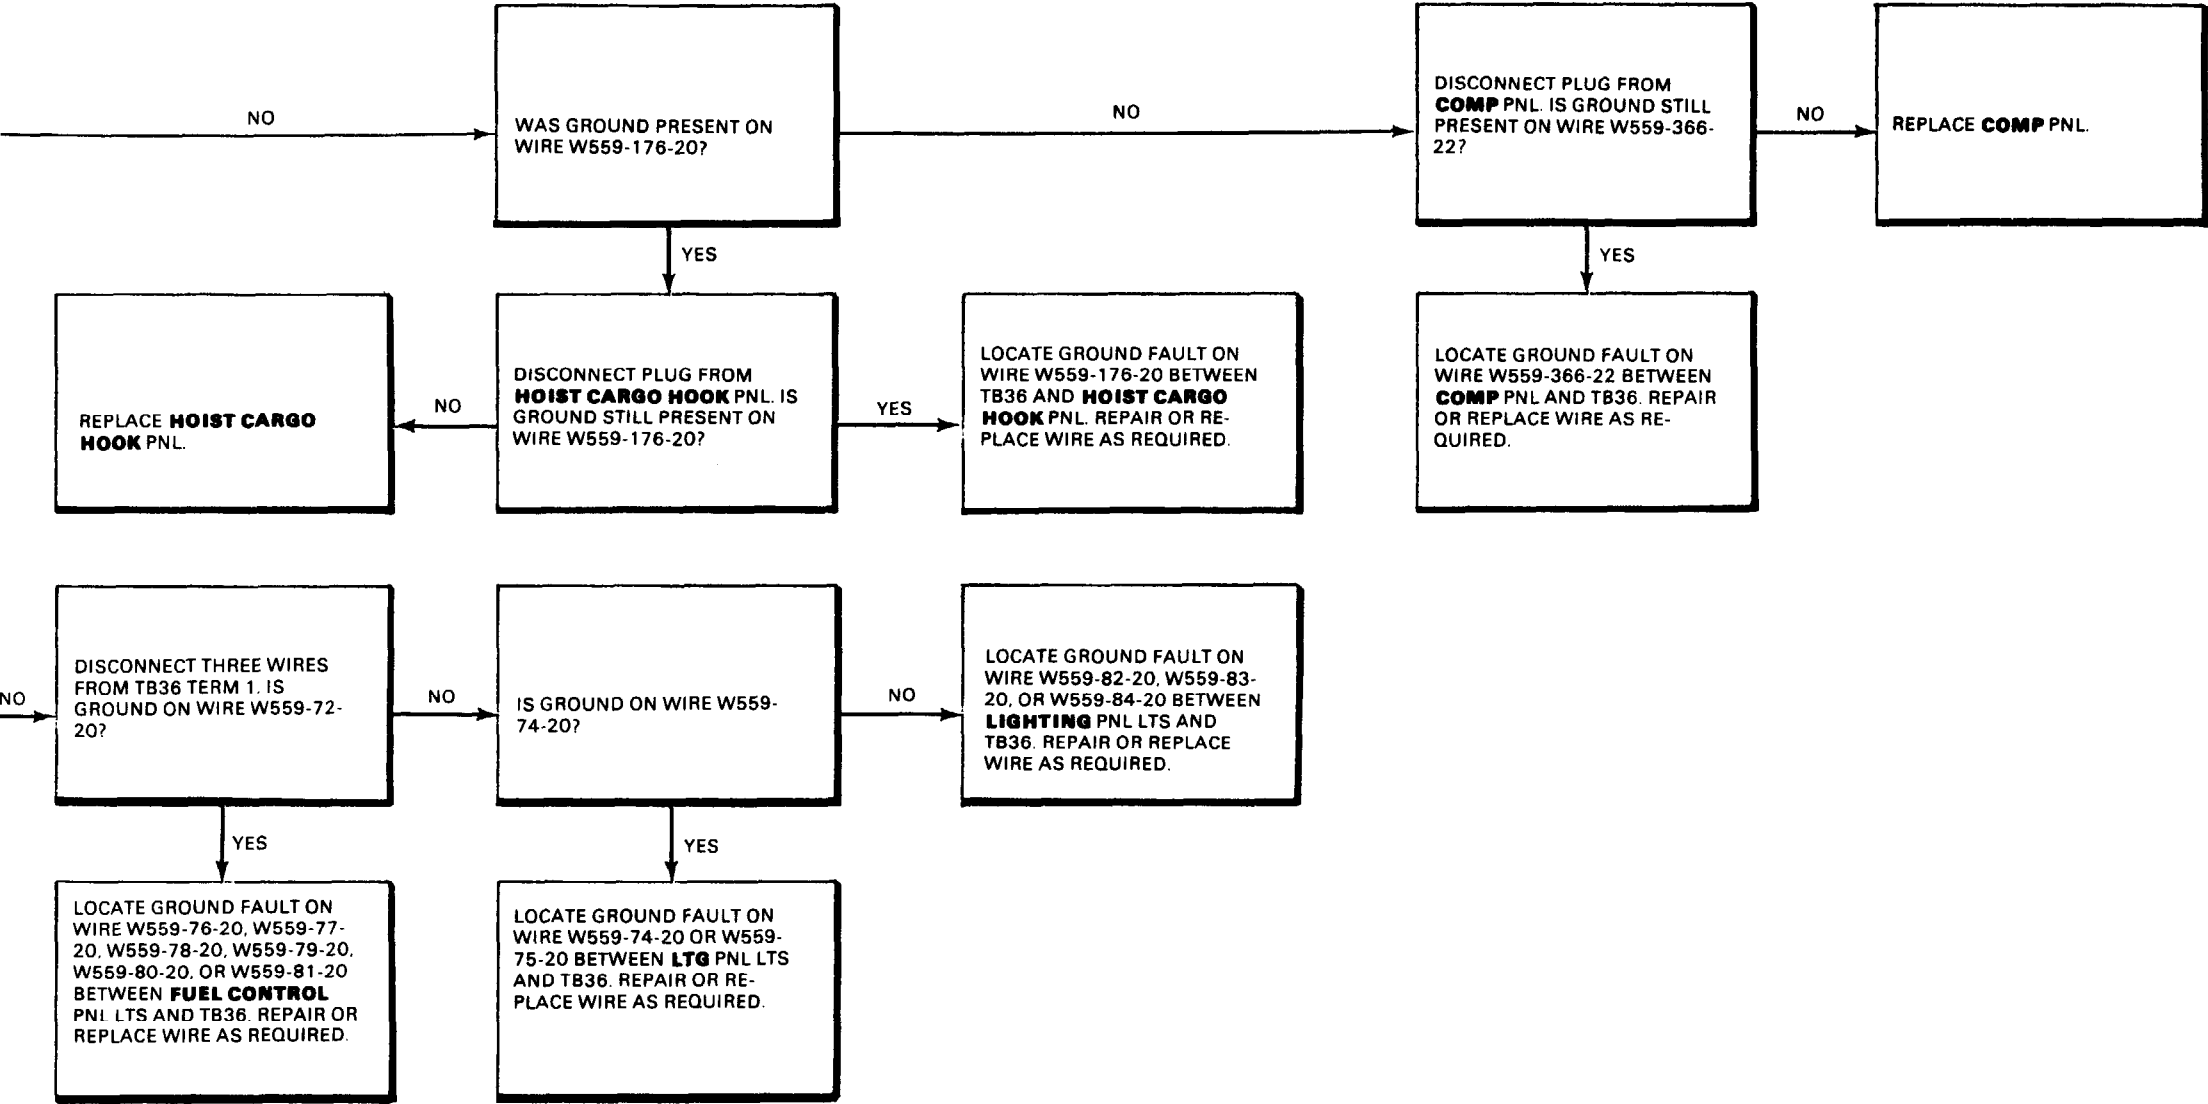 NO
WAS GROUND PRESENT ON
WIRE W559-176-20?
NO
DISCONNECT PLUG FROM
COMP PNL. IS GROUND STILL
PRESENT ON WIRE W559-366-
22?
NO
REPLACE COMP PNL.
YES
YES
REPLACE HOIST CARGO
HOOK PNL.
NO
DISCONNECT PLUG FROM
HOIST CARGO HOOK PNL. IS
GROUND STILL PRESENT ON
WIRE W559-176-20?
YES
LOCATE GROUND FAULT ON
WIRE W559-176-20 BETWEEN
TB36 AND HOIST CARGO
HOOK PNL. REPAIR OR RE-
PLACE WIRE AS REQUIRED.
LOCATE GROUND FAULT ON
WIRE W559-366-22 BETWEEN
COMP PNL AND TB36. REPAIR
OR REPLACE WIRE AS RE-
QUIRED.
NO
DISCONNECT THREE WIRES
FROM TB36 TERM 1. IS
GROUND ON WIRE W559-72-
20?
NO
IS GROUND ON WIRE W559-
74-20?
NO
LOCATE GROUND FAULT ON
WIRE W559-82-20, W559-83-
20, OR W559-84-20 BETWEEN
LIGHTING PNL LTS AND
TB36. REPAIR OR REPLACE
WIRE AS REQUIRED.
YES
YES
LOCATE GROUND FAULT ON
WIRE W559-76-20, W559-77-
20, W559-78-20, W559-79-20,
W559-80-20, OR W559-81-20
BETWEEN FUEL CONTROL
PNL LTS AND TB36. REPAIR OR
REPLACE WIRE AS REQUIRED.
LOCATE GROUND FAULT ON
WIRE W559-74-20 OR W559-
75-20 BETWEEN LTG PNL LTS
AND TB36. REPAIR OR RE-
PLACE WIRE AS REQUIRED.